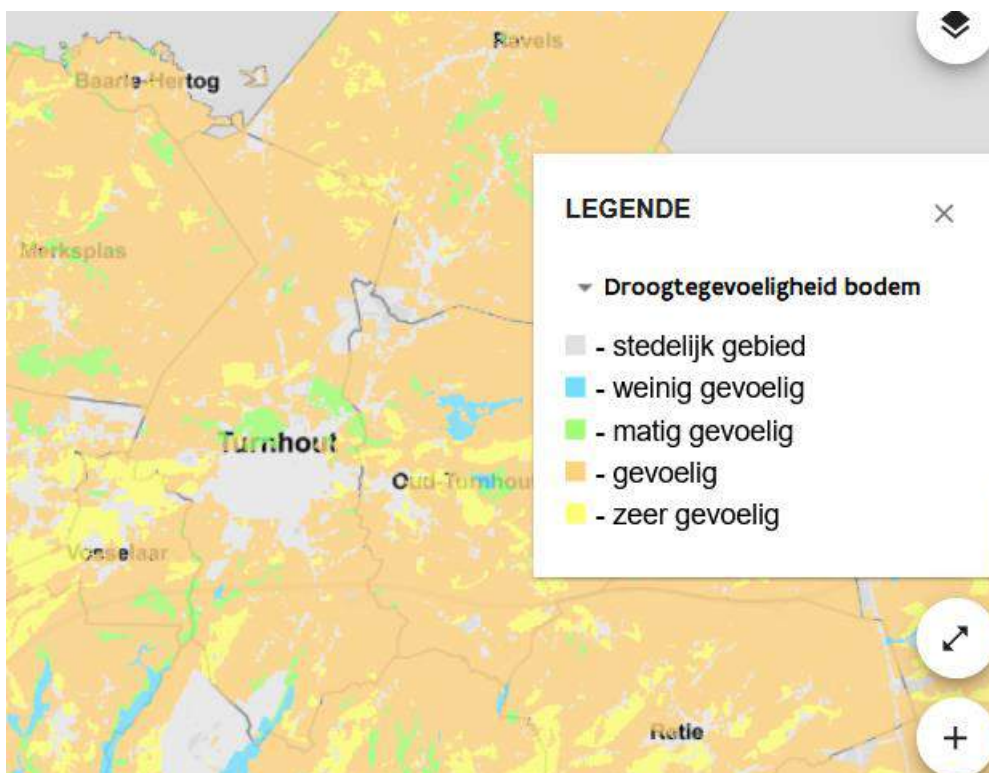 Ravels
Baarle-Hertog
LEGENDE
Merksplas
Droogtegevoeligheid bodem
- stedelijk gebied
- weinig gevoelig
- matig gevoelig
Turnhout
- gevoelig
Oud-Turnhout
- zeer gevoelig
Vosselaar
Retie